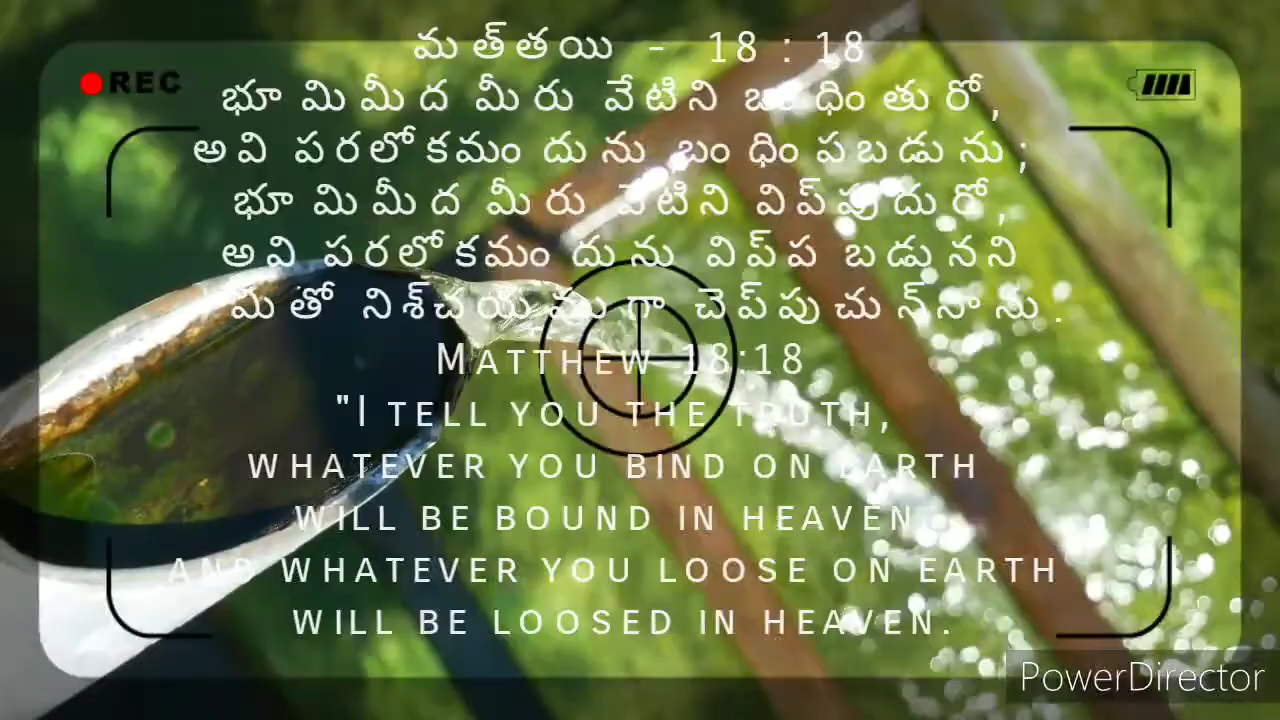 మత్తయి - 18 : 18
REC
భూమిమీద మీరు వేటిని బంధింతురో,
అవి పరలోకమందును బంధింపబడును;
భూమిమీద మీరు వేటిని విప్పుదురో,
అవి పరలోకమందును విప్ప బడునని
మీతో నిశ్చయముగా చెప్పుచున్నాను.
MATTHEW 18:18
"I TELL YOU THE TRUTH,
WHATEVER YOU BIND ON EARTH
WILL BE BOUND IN HEAVEN,
AND WHATEVER YOU LOOSE ON EARTH
WILL BE LOOSED IN HEAVEN.
PowerDirector